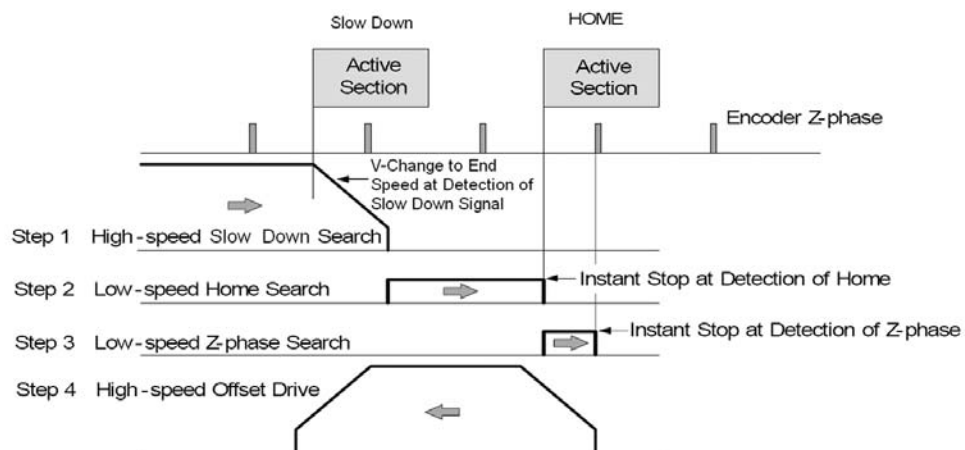 Slow Down
HOME
Active
Section
Active
Section
Encoder Z-phase
V-Change to End
Speed at Detection of
Slow Down Signal
Step 1 High-speed Slow Down Search
Step 2 Low-speed Home Search
Instant Stop at Detection of Home
Step 3 Low-speed Z-phase Search
Instant Stop at Detection of Z-phase
Step 4 High-speed Offset Drive